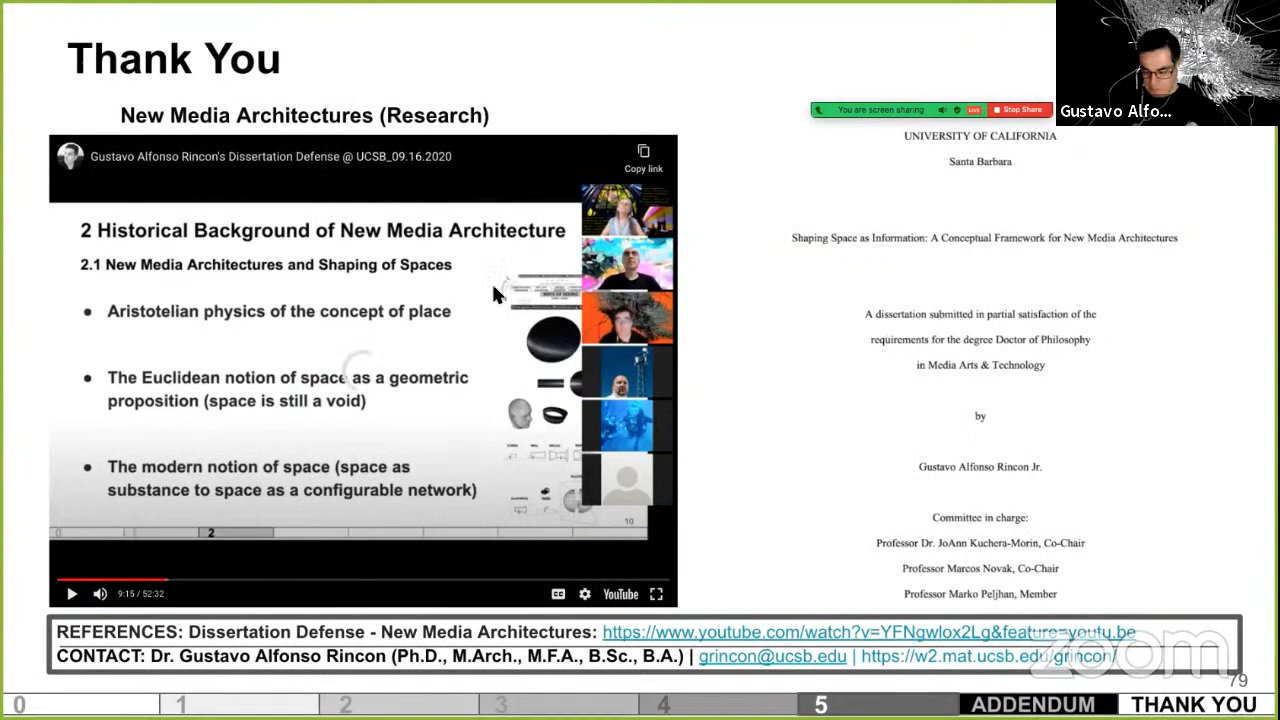 Thank You
Gustavo Alfo...
New Media Architectures (Research)
You are screen sharing
LIVE
Stop Share
Gustavo Alfonso Rincon's Dissertation Defense @ UCSB_09.16.2020
Copy link
2 Historical Background of New Media Architecture
2.1 New Media Architectures and Shaping of Spaces
• Aristotelian physics of the concept of place
• The Euclidean notion of space as a geometric
proposition (space is still a void)
• The modern notion of space (space as
substance to space as a configurable network)
10
0
2
9:15 / 52:32
CC
YouTube
UNIVERSITY OF CALIFORNIA
Santa Barbara
Shaping Space as Information: A Conceptual Framework for New Media Architectures
A dissertation submitted in partial satisfaction of the
requirements for the degree Doctor of Philosophy
in Media Arts & Technology
by
Gustavo Alfonso Rincon Jr.
Committee in charge:
Professor Dr. JoAnn Kuchera-Morin, Co-Chair
Professor Marcos Novak, Co-Chair
Professor Marko Peljhan, Member
REFERENCES: Dissertation Defense - New Media Architectures: https://www.youtube.com/watch?v=YFNgwlox2Lg&feature=youtu.be
CONTACT: Dr. Gustavo Alfonso Rincon (Ph.D., M.Arch., M.F.A., B.Sc., B.A.) | grincon@ucsb.edu | https://w2.mat.ucsb.edu/grincon/
zoom
79
0 1 2 3 4 5 ADDENDUM THANK YOU